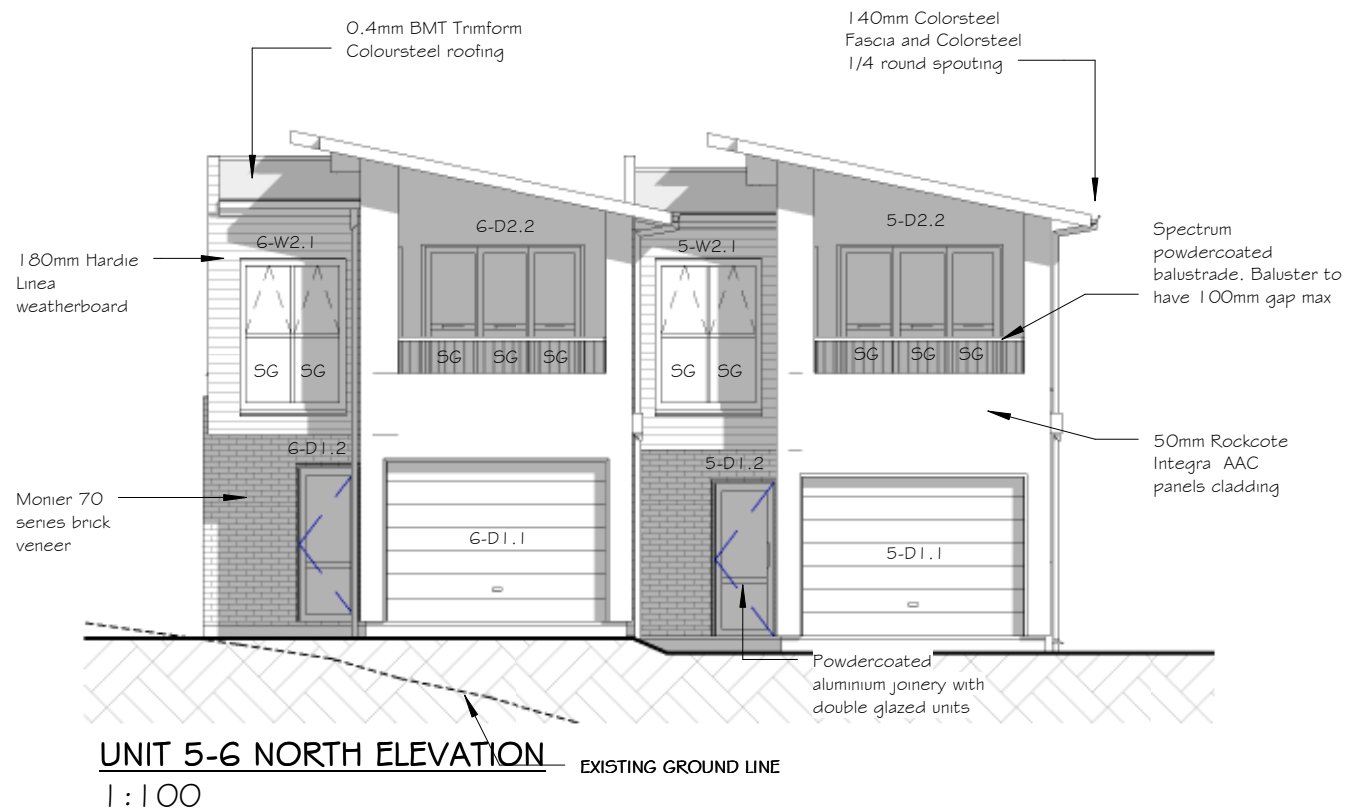 0.4mm BMT Trimform
Coloursteel roofing
140mm Colorsteel
Fascia and Colorsteel
1/4 round spouting
6-W2.1
6-D2.2
5-W2.1
5-D2.2
180mm Hardie
Linea
weatherboard
Spectrum
powdercoated
balustrade. Baluster to
have 100mm gap max
SG SG
SG SG SG
SG SG
SG SG SG
6-D1.2
5-D1.2
50mm Rockcote
Integra AAC
panels cladding
Monier 70
series brick
veneer
6-D1.1
5-D1.1
Powdercoated
aluminium joinery with
double glazed units
UNIT 5-6 NORTH ELEVATION
EXISTING GROUND LINE
1:100